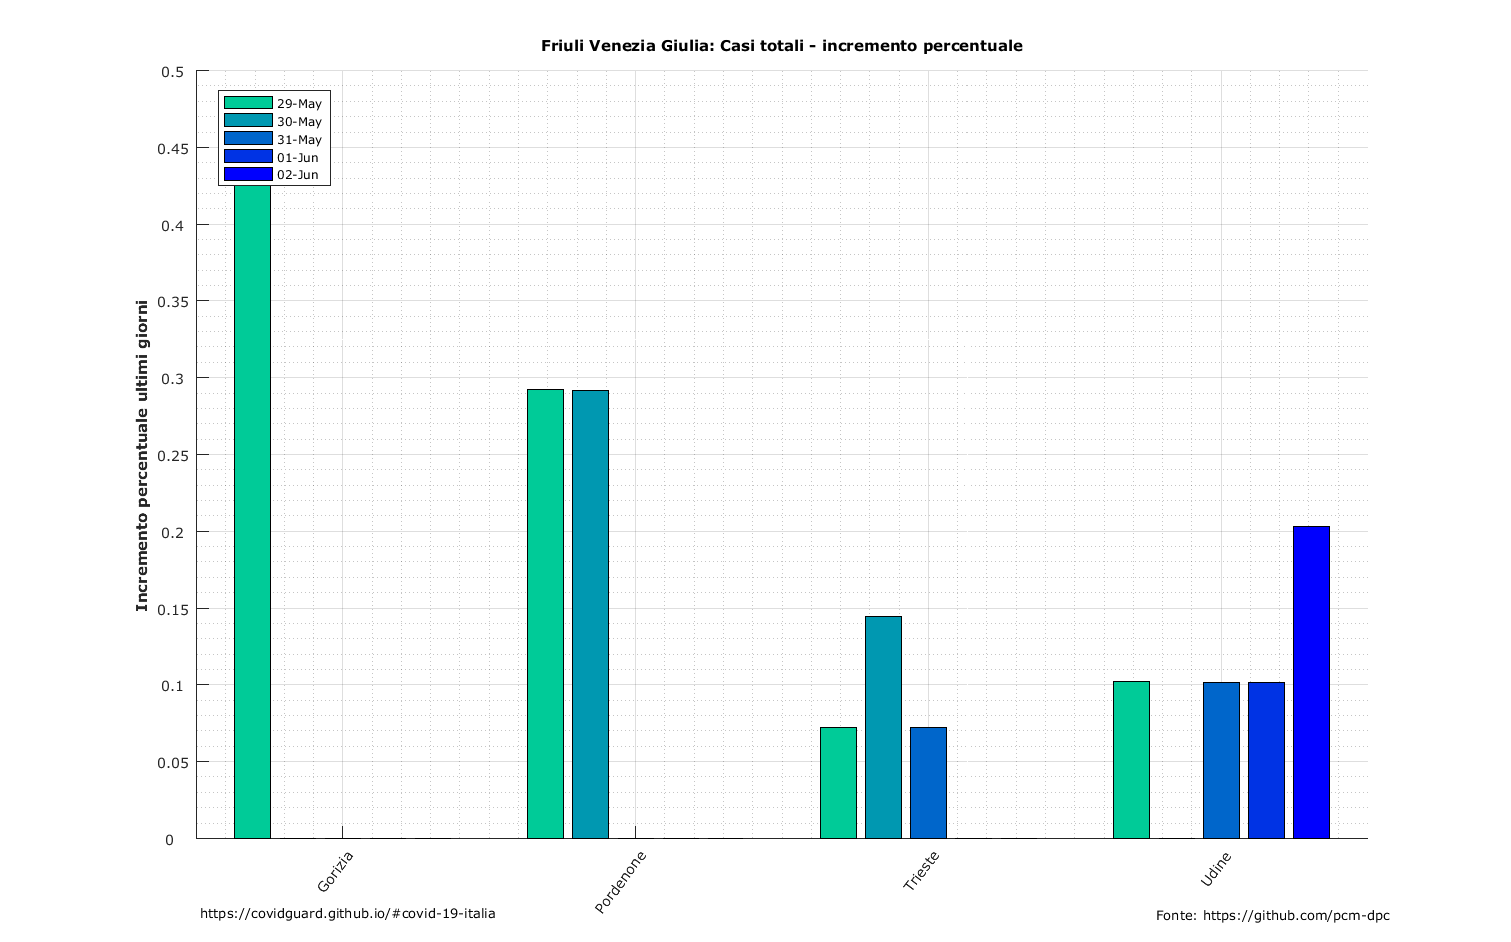 Friuli Venezia Giulia: Casi totali - incremento percentuale
Incremento percentuale ultimi giorni
0.5
0.45
0.4
0.35
0.3
0.25
0.2
0.15
0.1
0.05
0
29-May
30-May
31-May
01-Jun
02-Jun
Gorizia
Pordenone
Trieste
Udine
https://covidguard.github.io/#covid-19-italia
Fonte: https://github.com/pcm-dpc